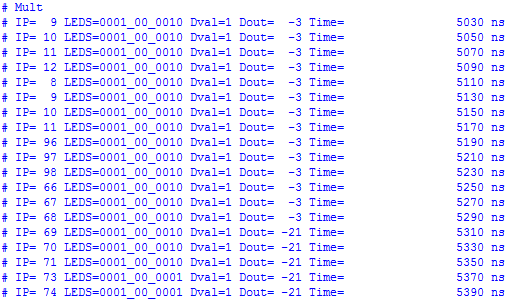 # Mult
# IP=  9 LEDS=0001_00_0010 Dval=1 Dout=  -3 Time=                5030 ns
# IP= 10 LEDS=0001_00_0010 Dval=1 Dout=  -3 Time=                5050 ns
# IP= 11 LEDS=0001_00_0010 Dval=1 Dout=  -3 Time=                5070 ns
# IP= 12 LEDS=0001_00_0010 Dval=1 Dout=  -3 Time=                5090 ns
# IP=  8 LEDS=0001_00_0010 Dval=1 Dout=  -3 Time=                5110 ns
# IP=  9 LEDS=0001_00_0010 Dval=1 Dout=  -3 Time=                5130 ns
# IP= 10 LEDS=0001_00_0010 Dval=1 Dout=  -3 Time=                5150 ns
# IP= 11 LEDS=0001_00_0010 Dval=1 Dout=  -3 Time=                5170 ns
# IP= 96 LEDS=0001_00_0010 Dval=1 Dout=  -3 Time=                5190 ns
# IP= 97 LEDS=0001_00_0010 Dval=1 Dout=  -3 Time=                5210 ns
# IP= 98 LEDS=0001_00_0010 Dval=1 Dout=  -3 Time=                5230 ns
# IP= 66 LEDS=0001_00_0010 Dval=1 Dout=  -3 Time=                5250 ns
# IP= 67 LEDS=0001_00_0010 Dval=1 Dout=  -3 Time=                5270 ns
# IP= 68 LEDS=0001_00_0010 Dval=1 Dout=  -3 Time=                5290 ns
# IP= 69 LEDS=0001_00_0010 Dval=1 Dout= -21 Time=                5310 ns
# IP= 70 LEDS=0001_00_0010 Dval=1 Dout= -21 Time=                5330 ns
# IP= 71 LEDS=0001_00_0010 Dval=1 Dout= -21 Time=                5350 ns
# IP= 73 LEDS=0001_00_0001 Dval=1 Dout= -21 Time=                5370 ns
# IP= 74 LEDS=0001_00_0001 Dval=1 Dout= -21 Time=                5390 ns